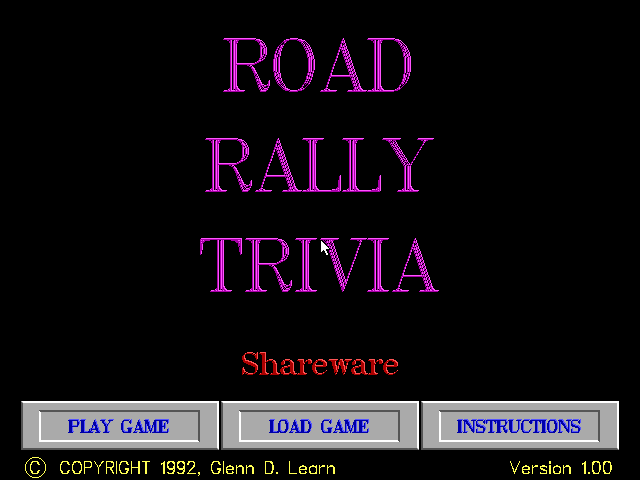 ROAD
RALLY
TRIVIA
Shareware
PLAY GAME LOAD GAME INSTRUCTIONS
© COPYRIGHT 1992, Glenn D. Learn Version 1.00